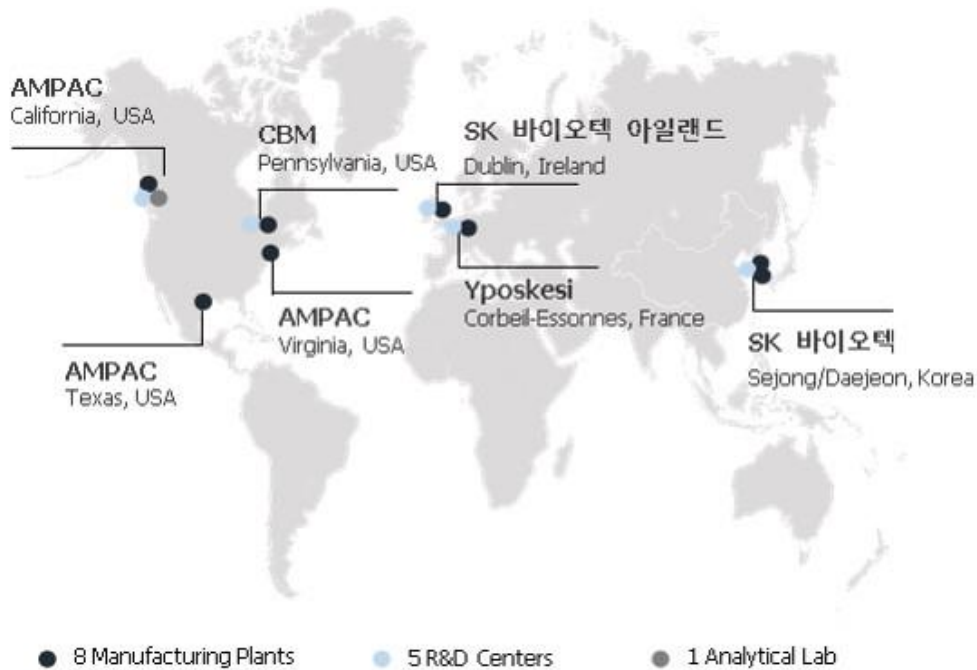 AMPAC
California, USA
CBM
Pennsylvania, USA
SK 바이오텍 아일랜드
Dublin, Ireland
AMPAC
Virginia, USA
Yposkesi
Corbeil-Essonnes, France
AMPAC
Texas, USA
SK 바이오텍
Sejong/Daejeon, Korea
8 Manufacturing Plants
5 R&D Centers
1 Analytical Lab